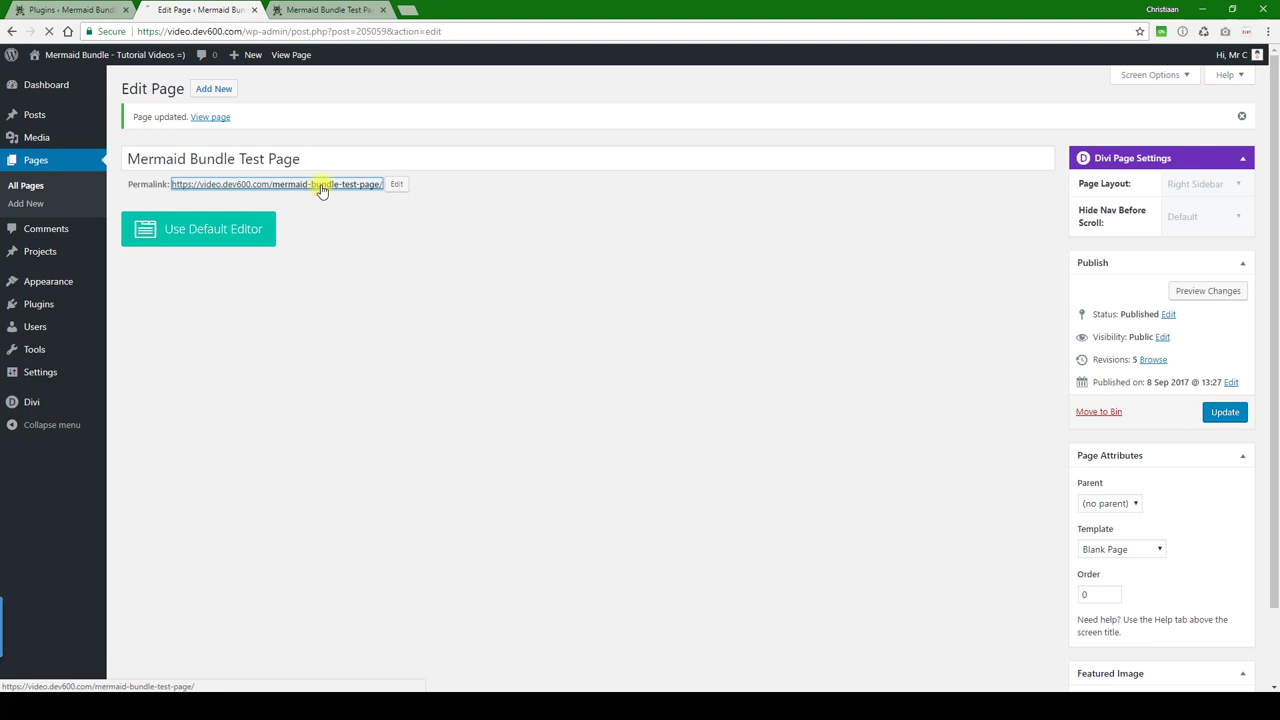 Plugins ‹ Mermaid Bundl
Edit Page ‹ Mermaid Bun
Mermaid Bundle Test Pa
Christiaan
Secure
https://video.dev600.com/wp-admin/post.php?post=205059&action=edit
Mermaid Bundle - Tutorial Videos =)
0
New
View Page
Hi, Mr C
Dashboard
Posts
Media
Pages
All Pages
Add New
Comments
Projects
Appearance
Plugins
Users
Tools
Settings
Divi
Collapse menu
Screen Options
Help
Edit Page
Add New
Page updated. View page
Mermaid Bundle Test Page
Permalink: https://video.dev600.com/mermaid-bundle-test-page/ Edit
Use Default Editor
Divi Page Settings
Page Layout: Right Sidebar
Hide Nav Before
Scroll:
Default
Publish
Preview Changes
Status: Published Edit
Visibility: Public Edit
Revisions: 5 Browse
Published on: 8 Sep 2017 @ 13:27 Edit
Move to Bin
Update
Page Attributes
Parent
(no parent)
Template
Blank Page
Order
0
Need help? Use the Help tab above the
screen title.
Featured Image
https://video.dev600.com/mermaid-bundle-test-page/